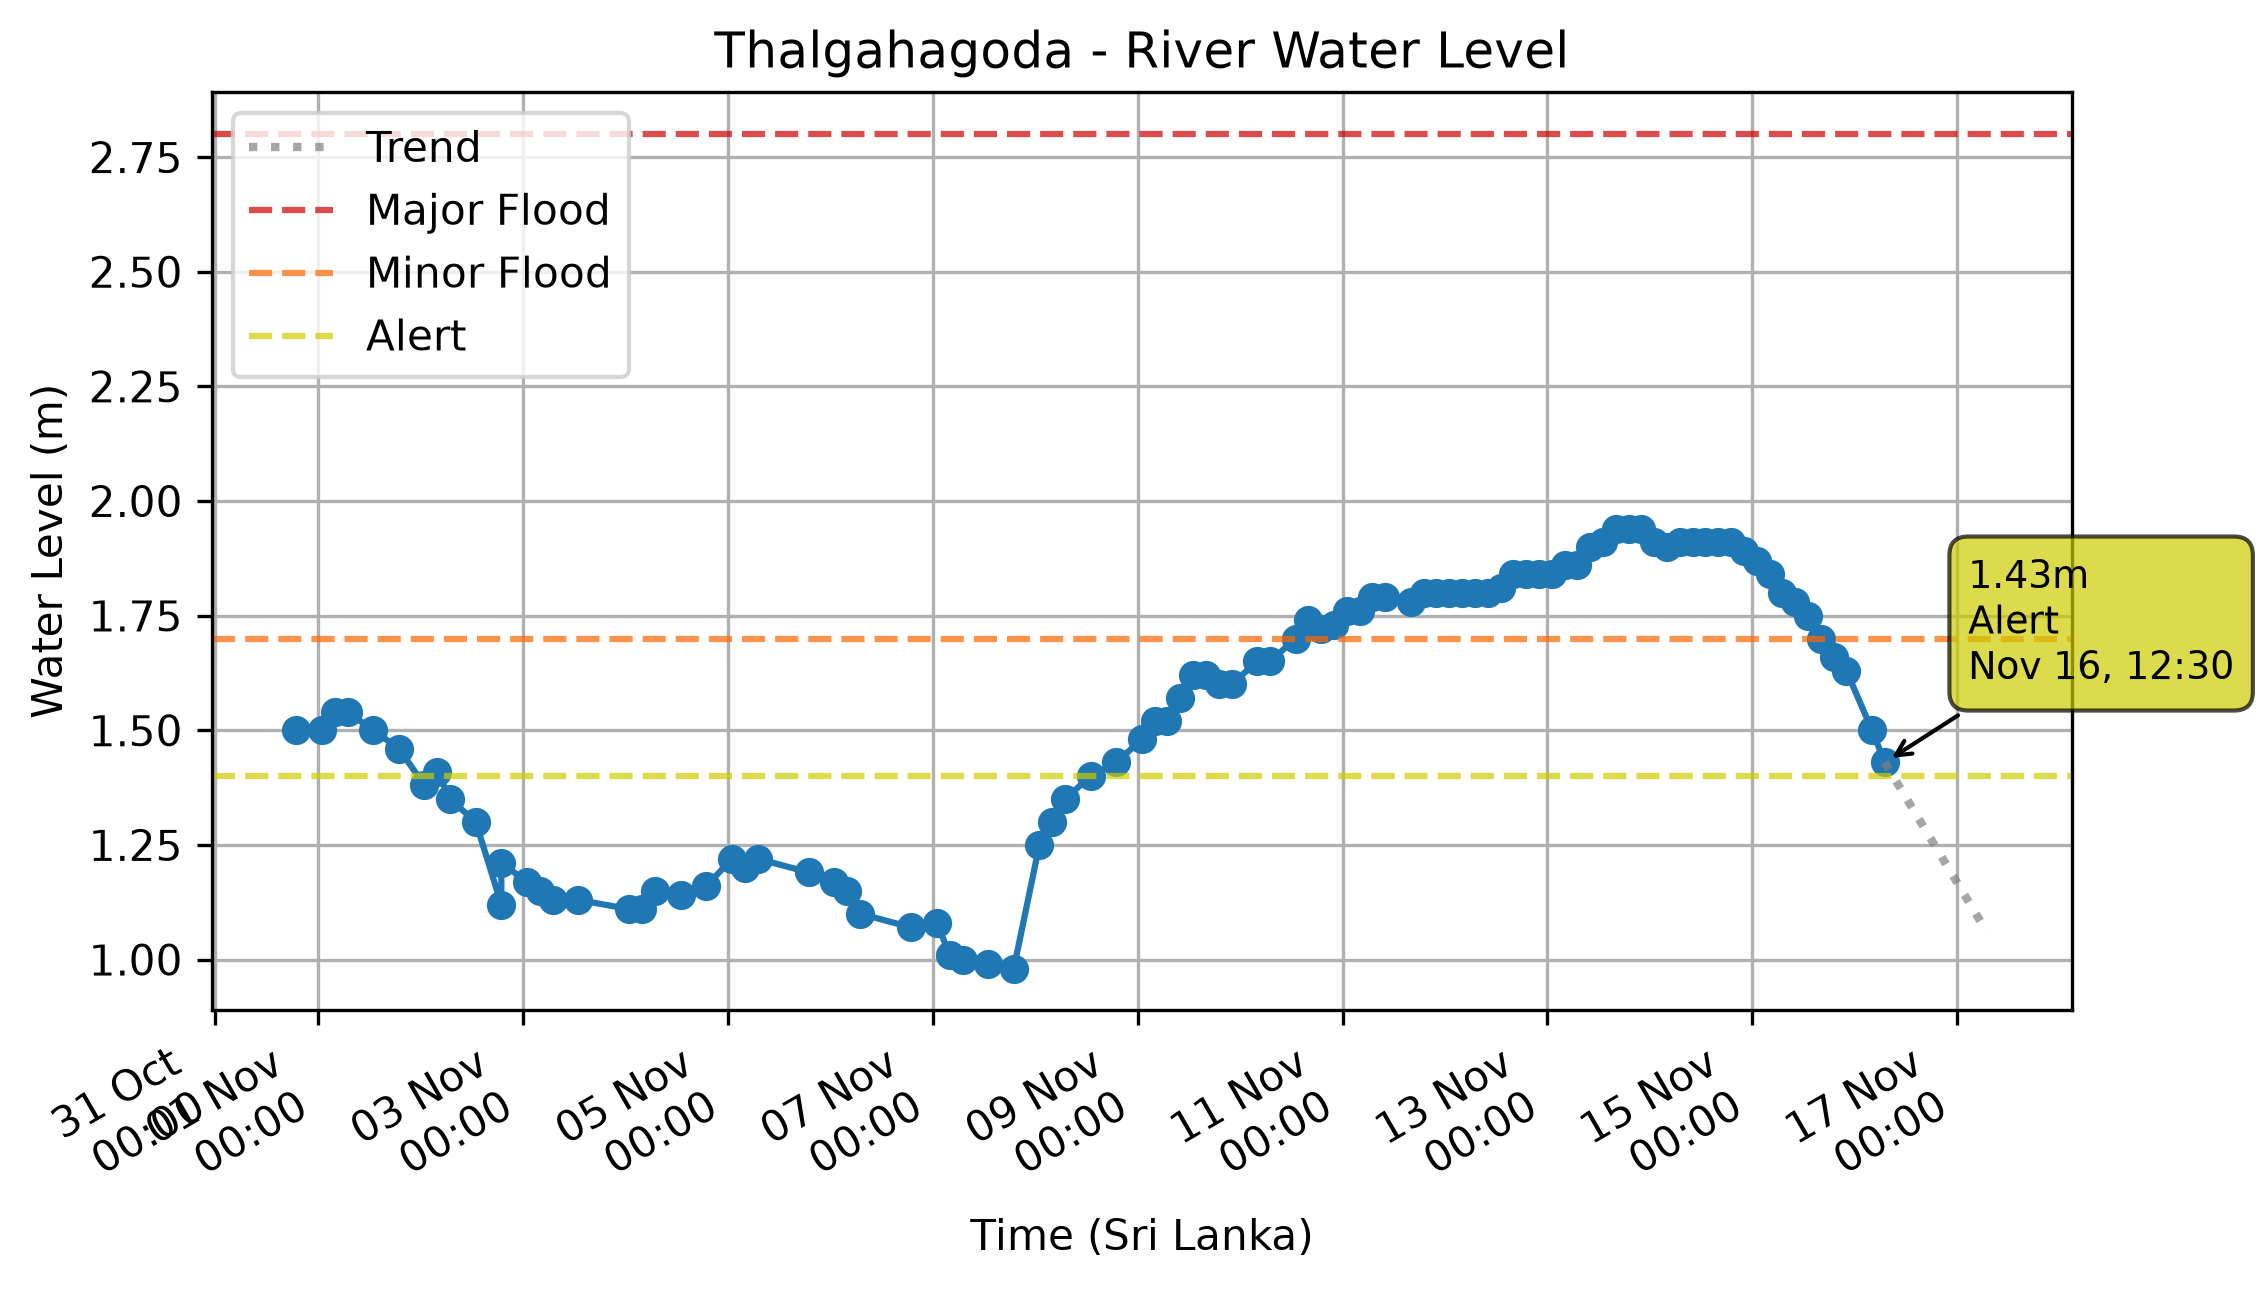 Thalgahagoda - River Water Level
Trend
Major Flood
Minor Flood
Alert
2.75
2.50
2.25
2.00
1.75
1.50
1.25
1.00
Water Level (m)
1.43m
Alert
Nov 16, 12:30
31 Oct
00:00
01 Nov
00:00
03 Nov
00:00
05 Nov
00:00
07 Nov
00:00
09 Nov
00:00
11 Nov
00:00
13 Nov
00:00
15 Nov
00:00
17 Nov
00:00
Time (Sri Lanka)